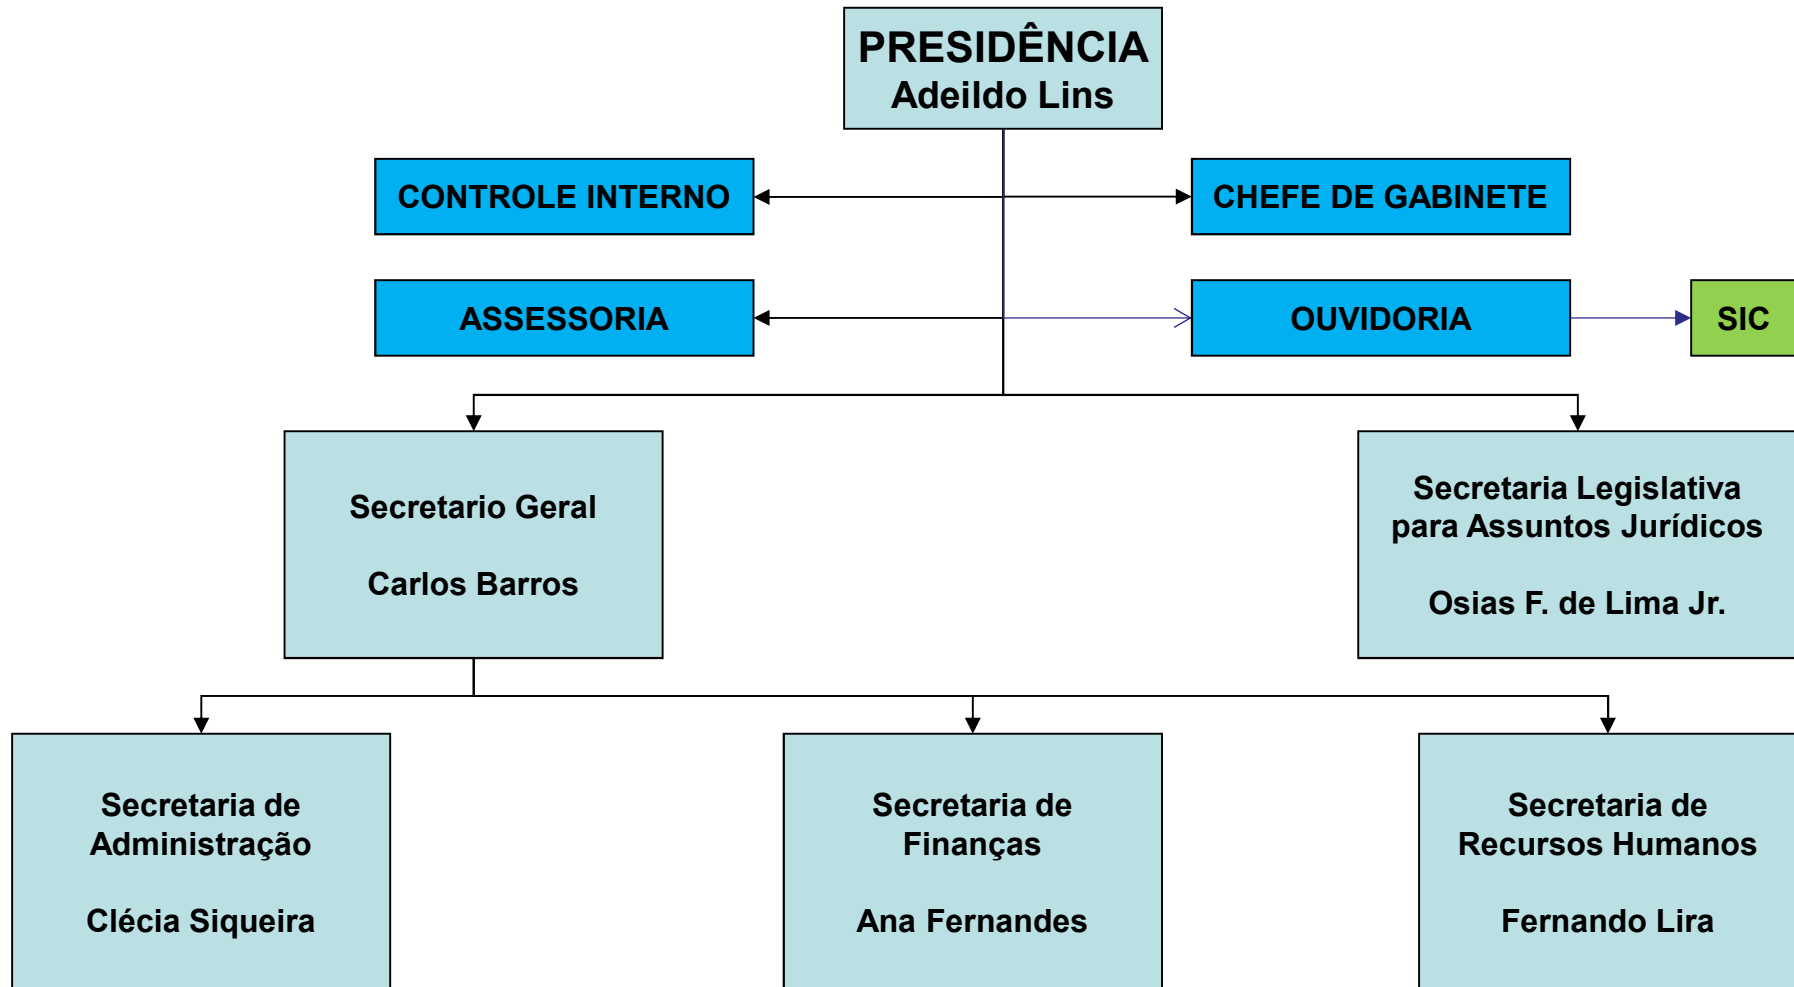 PRESIDÊNCIA
Adeildo Lins
CONTROLE INTERNO
CHEFE DE GABINETE
ASSESSORIA
OUVIDORIA
SIC
Secretario Geral
Carlos Barros
Secretaria Legislativa
para Assuntos Jurídicos
Osias F. de Lima Jr.
Secretaria de
Administração
Clécia Siqueira
Secretaria de
Finanças
Ana Fernandes
Secretaria de
Recursos Humanos
Fernando Lira